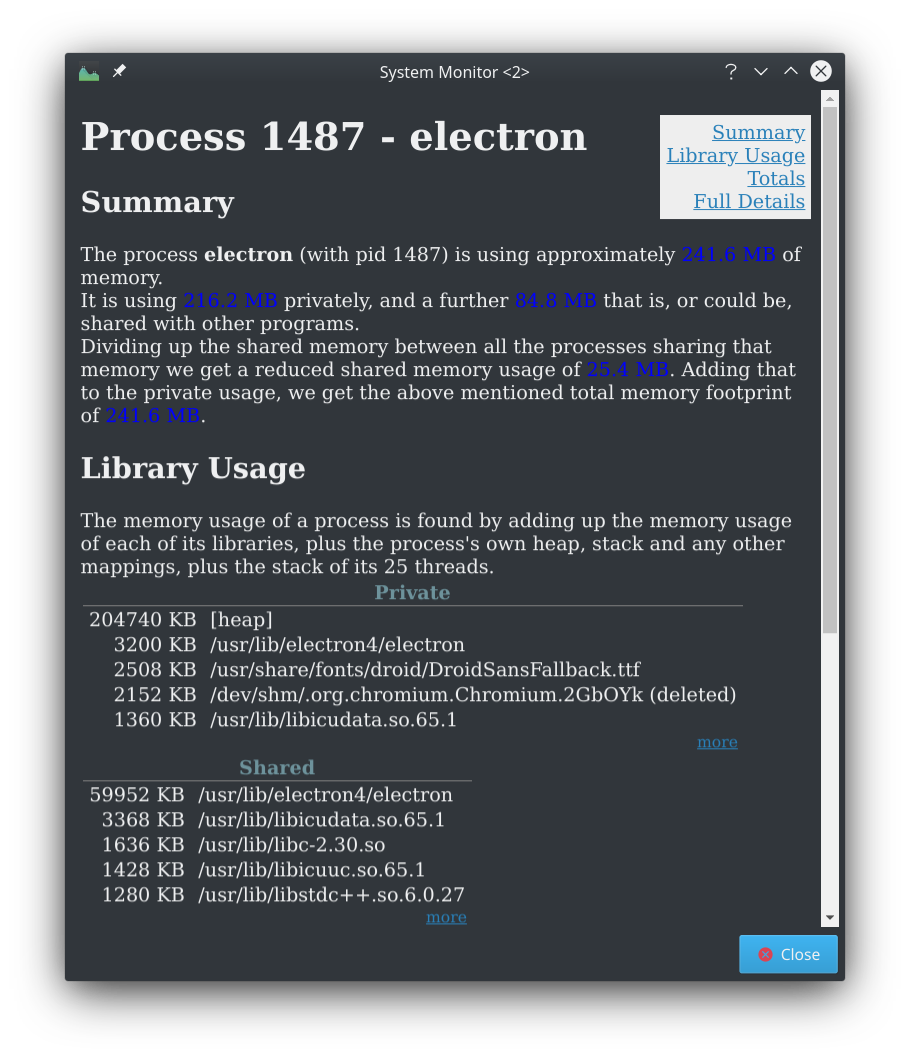 System Monitor <2>
Process 1487 - electron
Summary
Library Usage
Totals
Full Details
Summary
The process electron (with pid 1487) is using approximately 241.6 MB of
memory.
It is using 216.2 MB privately, and a further 84.8 MB that is, or could be,
shared with other programs.
Dividing up the shared memory between all the processes sharing that
memory we get a reduced shared memory usage of 25.4 MB. Adding that
to the private usage, we get the above mentioned total memory footprint
of 241.6 MB.
Library Usage
The memory usage of a process is found by adding up the memory usage
of each of its libraries, plus the process's own heap, stack and any other
mappings, plus the stack of its 25 threads.
Private
204740 KB [heap]
3200 KB /usr/lib/electron4/electron
2508 KB /usr/share/fonts/droid/DroidSansFallback.ttf
2152 KB /dev/shm/.org.chromium.Chromium.2GbOYk (deleted)
1360 KB /usr/lib/libicudata.so.65.1
more
Shared
59952 KB /usr/lib/electron4/electron
3368 KB /usr/lib/libicudata.so.65.1
1636 KB /usr/lib/libc-2.30.so
1428 KB /usr/lib/libicuuc.so.65.1
1280 KB /usr/lib/libstdc++.so.6.0.27
more
Close